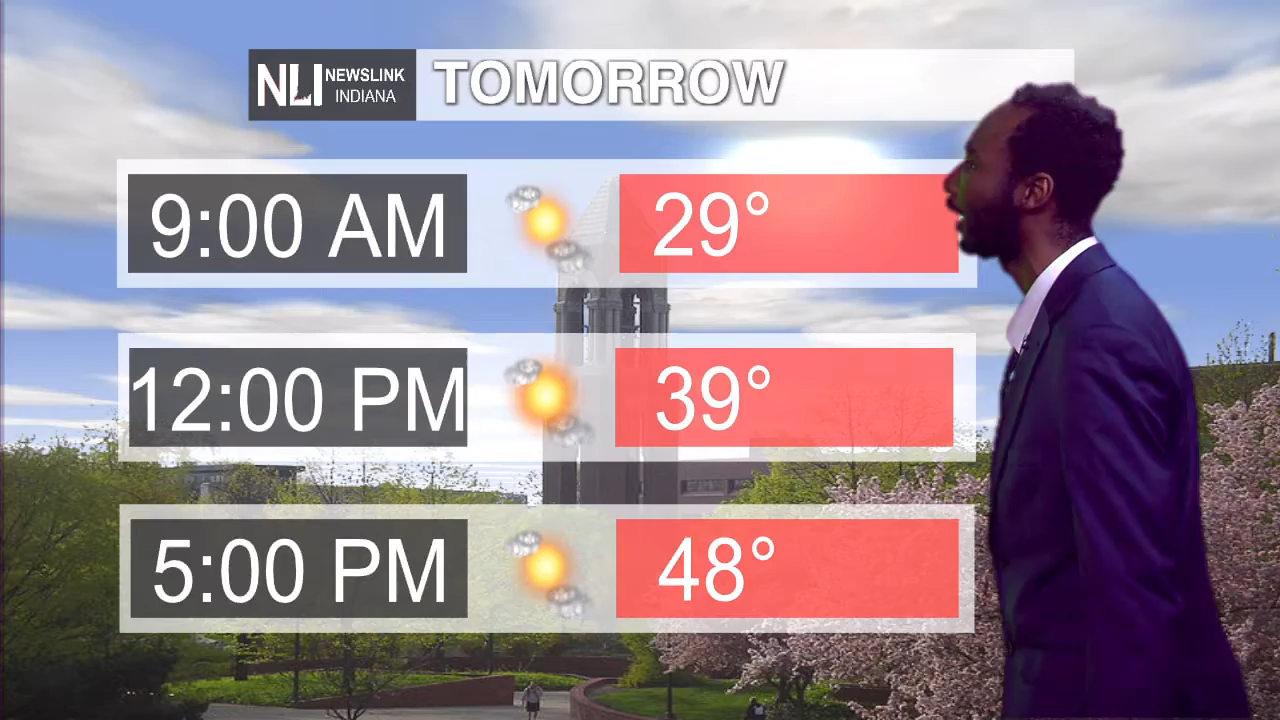 NLI NEWSLINK INDIANA
TOMORROW
9:00 AM 29°
12:00 PM 39°
5:00 PM 48°